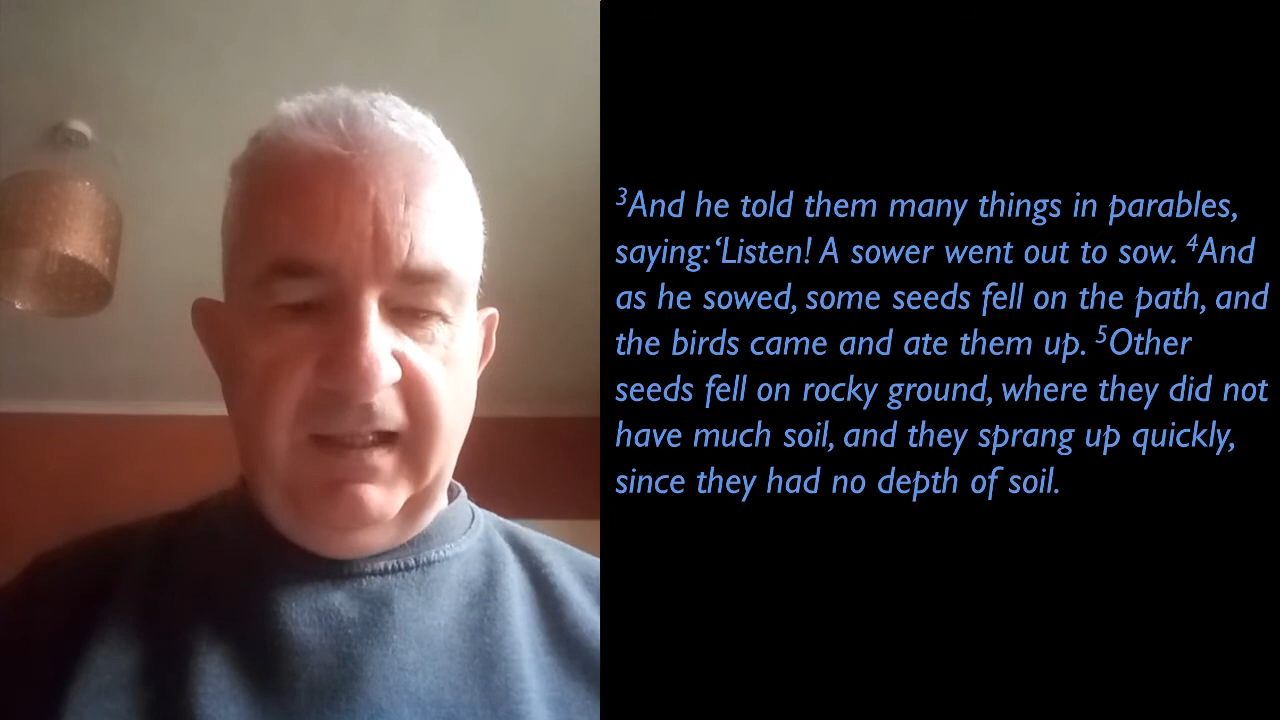 ³And he told them many things in parables,
saying: ‘Listen! A sower went out to sow. ⁴And
as he sowed, some seeds fell on the path, and
the birds came and ate them up. ⁵Other
seeds fell on rocky ground, where they did not
have much soil, and they sprang up quickly,
since they had no depth of soil.